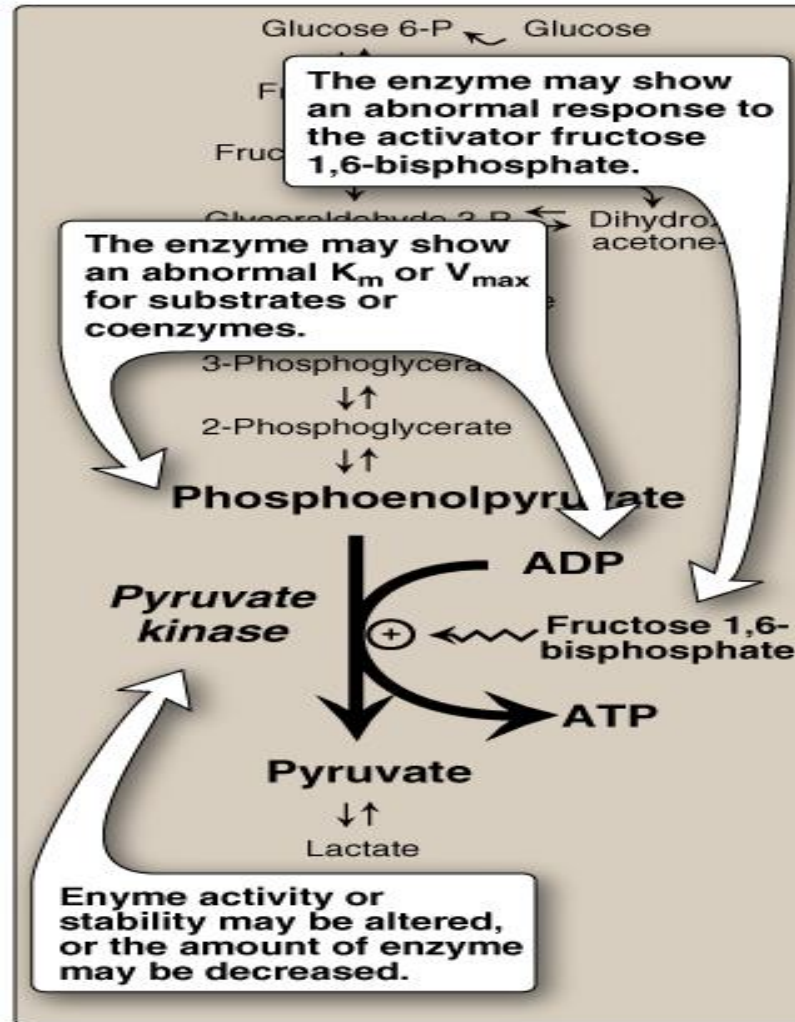 Glucose 6-P Glucose
The enzyme may show
an abnormal response to
the activator fructose
1,6-bisphosphate.
The enzyme may show
an abnormal Km or Vmax
for substrates or
coenzymes.
3-Phosphoglycerat
2-Phosphoglycerate
Phosphoenolpyruvate
ADP
Pyruvate
kinase
+
Fructose 1,6-
bisphosphate
ATP
Pyruvate
Lactate
Enyme activity or
stability may be altered,
or the amount of enzyme
may be decreased.